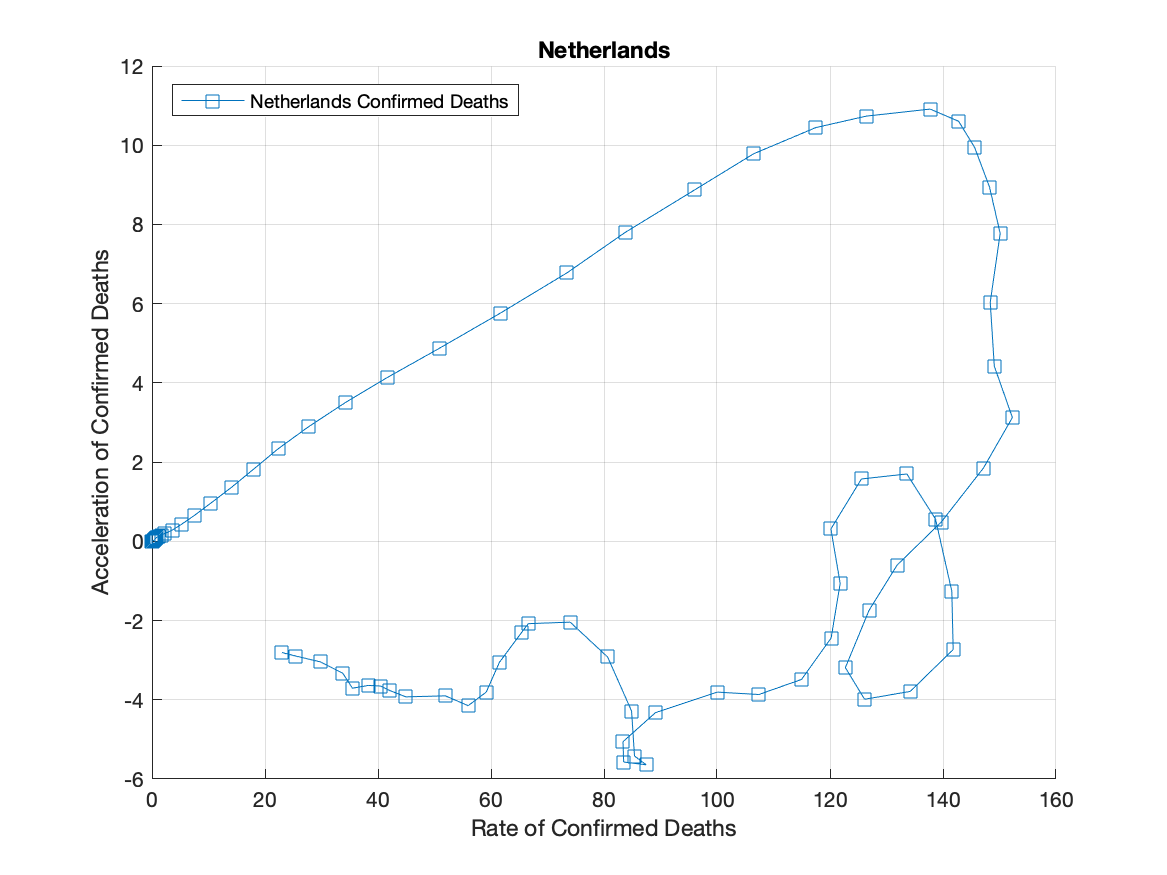 Netherlands
Netherlands Confirmed Deaths
Acceleration of Confirmed Deaths
12
10
8
6
4
2
0
-2
-4
-6
0 20 40 60 80 100 120 140 160
Rate of Confirmed Deaths